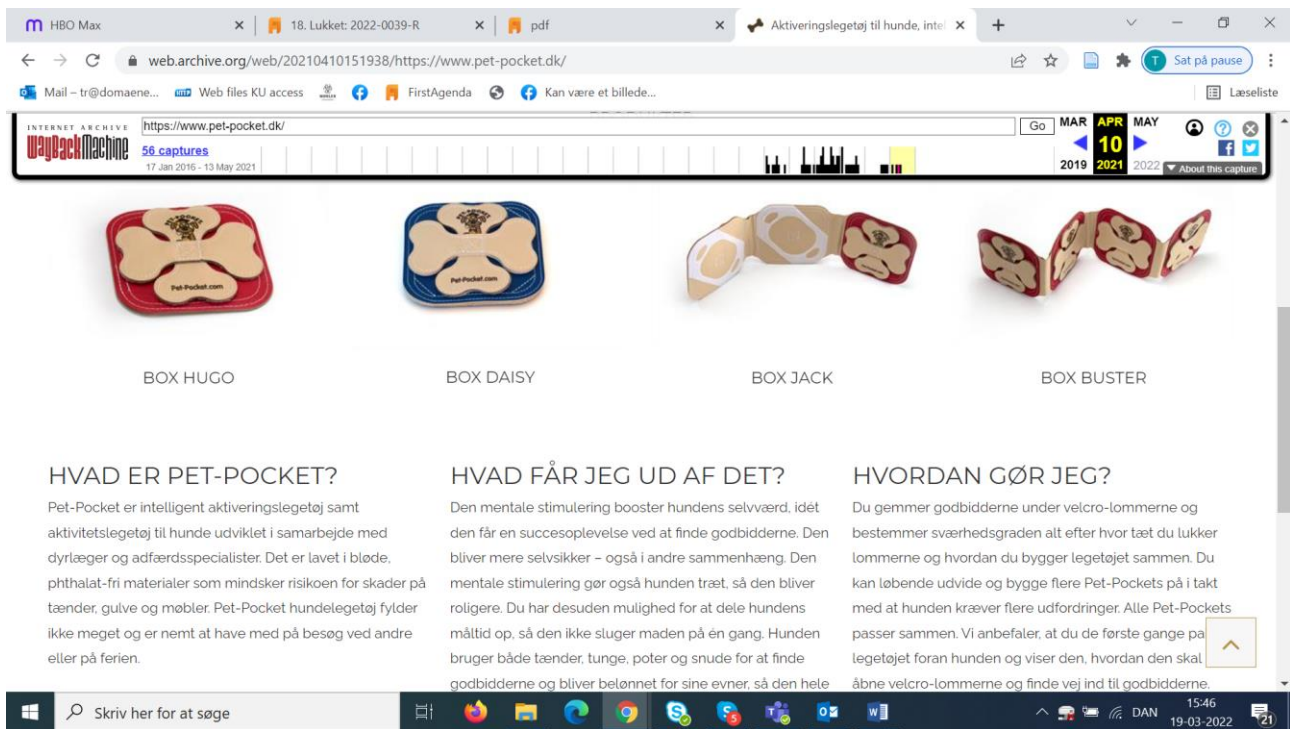 HBO Max
18. Lukket: 2022-0039-R
pdf
Aktiveringslegetøj til hunde, intel
web.archive.org/web/20210410151938/https://www.pet-pocket.dk/
Sat på pause
Mail – tr@domaene...
Web files KU access
FirstAgenda
Kan være et billede...
Læseliste
INTERNET ARCHIVE
WayBackMachine
https://www.pet-pocket.dk/
Go
MAR APR MAY
56 captures
10
17 Jan 2016 - 13 May 2021
2019 2021 2022
About this capture
Pet-Pocket.com
Pet-Pocket.com
BOX HUGO
BOX DAISY
BOX JACK
BOX BUSTER
HVAD ER PET-POCKET?
Pet-Pocket er intelligent aktiveringslegetøj samt
aktivitetslegetøj til hunde udviklet i samarbejde med
dyrlæger og adfærdsspecialister. Det er lavet i bløde,
phthalat-fri materialer som mindsker risikoen for skader på
tænder, gulve og møbler. Pet-Pocket hundelegetøj fylder
ikke meget og er nemt at have med på besøg ved andre
eller på ferien.
HVAD FÅR JEG UD AF DET?
Den mentale stimulering booster hundens selvværd, idét
den får en succesoplevelse ved at finde godbidderne. Den
bliver mere selvsikker – også i andre sammenhæng. Den
mentale stimulering gør også hunden træt, så den bliver
roligere. Du har desuden mulighed for at dele hundens
måltid op, så den ikke sluger maden på én gang. Hunden
bruger både tænder, tunge, poter og snude for at finde
godbidderne og bliver belønnet for sine evner, så den hele
HVORDAN GØR JEG?
Du gemmer godbidderne under velcro-lommerne og
bestemmer sværhedsgraden alt efter hvor tæt du lukker
lommerne og hvordan du bygger legetøjet sammen. Du
kan løbende udvide og bygge flere Pet-Pockets på i takt
med at hunden kræver flere udfordringer. Alle Pet-Pockets
passer sammen. Vi anbefaler, at du de første gange pa
legetøjet foran hunden og viser den, hvordan den skal
åbne velcro-lommerne og finde vej ind til godbidderne.
Skriv her for at søge
DAN
15:46
19-03-2022
21